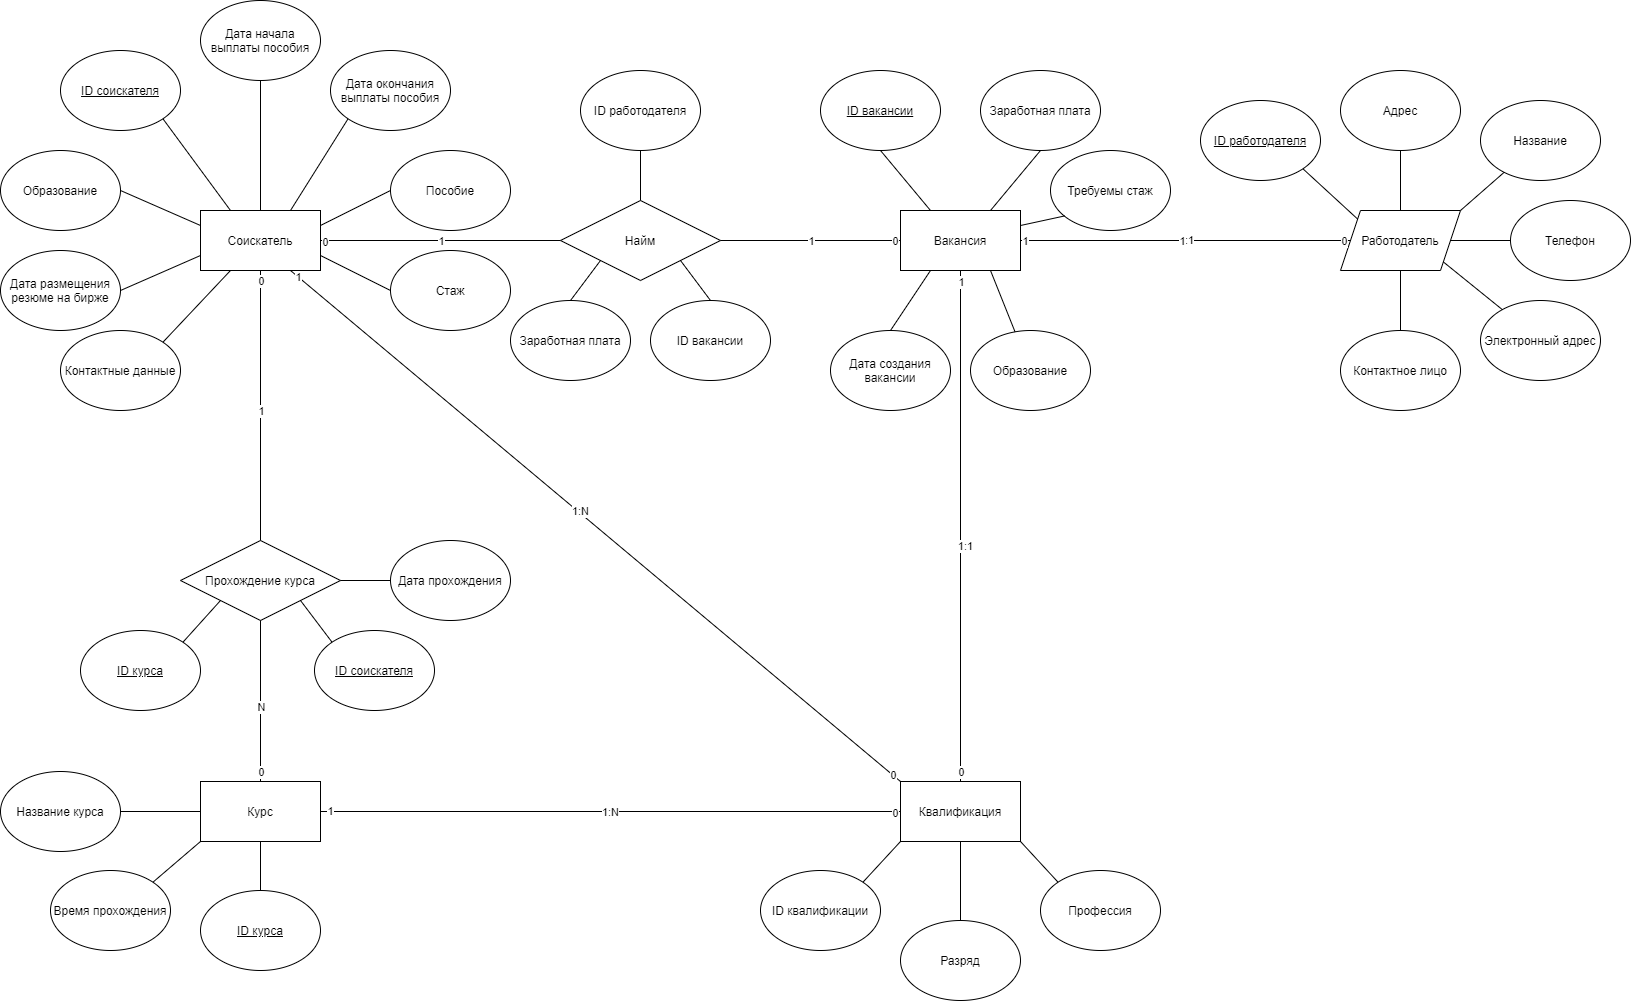 Дата начала
выплаты пособия
ID соискателя
Дата окончания
выплаты пособия
Образование
Пособие
Соискатель
Дата размещения
резюме на бирже
Стаж
Контактные данные
0
1
0
1
ID работодателя
Найм
Заработная плата
ID вакансии
1
0
ID вакансии
Заработная плата
Требуемы стаж
Вакансия
Дата создания
вакансии
Образование
1
1:1
0
1
ID работодателя
Адрес
Название
Телефон
Работодатель
Электронный адрес
Контактное лицо
1
1:N
1:1
Прохождение курса
Дата прохождения
ID курса
ID соискателя
N
0
0
0
Название курса
Курс
1
1:N
0
Квалификация
Время прохождения
ID курса
ID квалификации
Разряд
Профессия